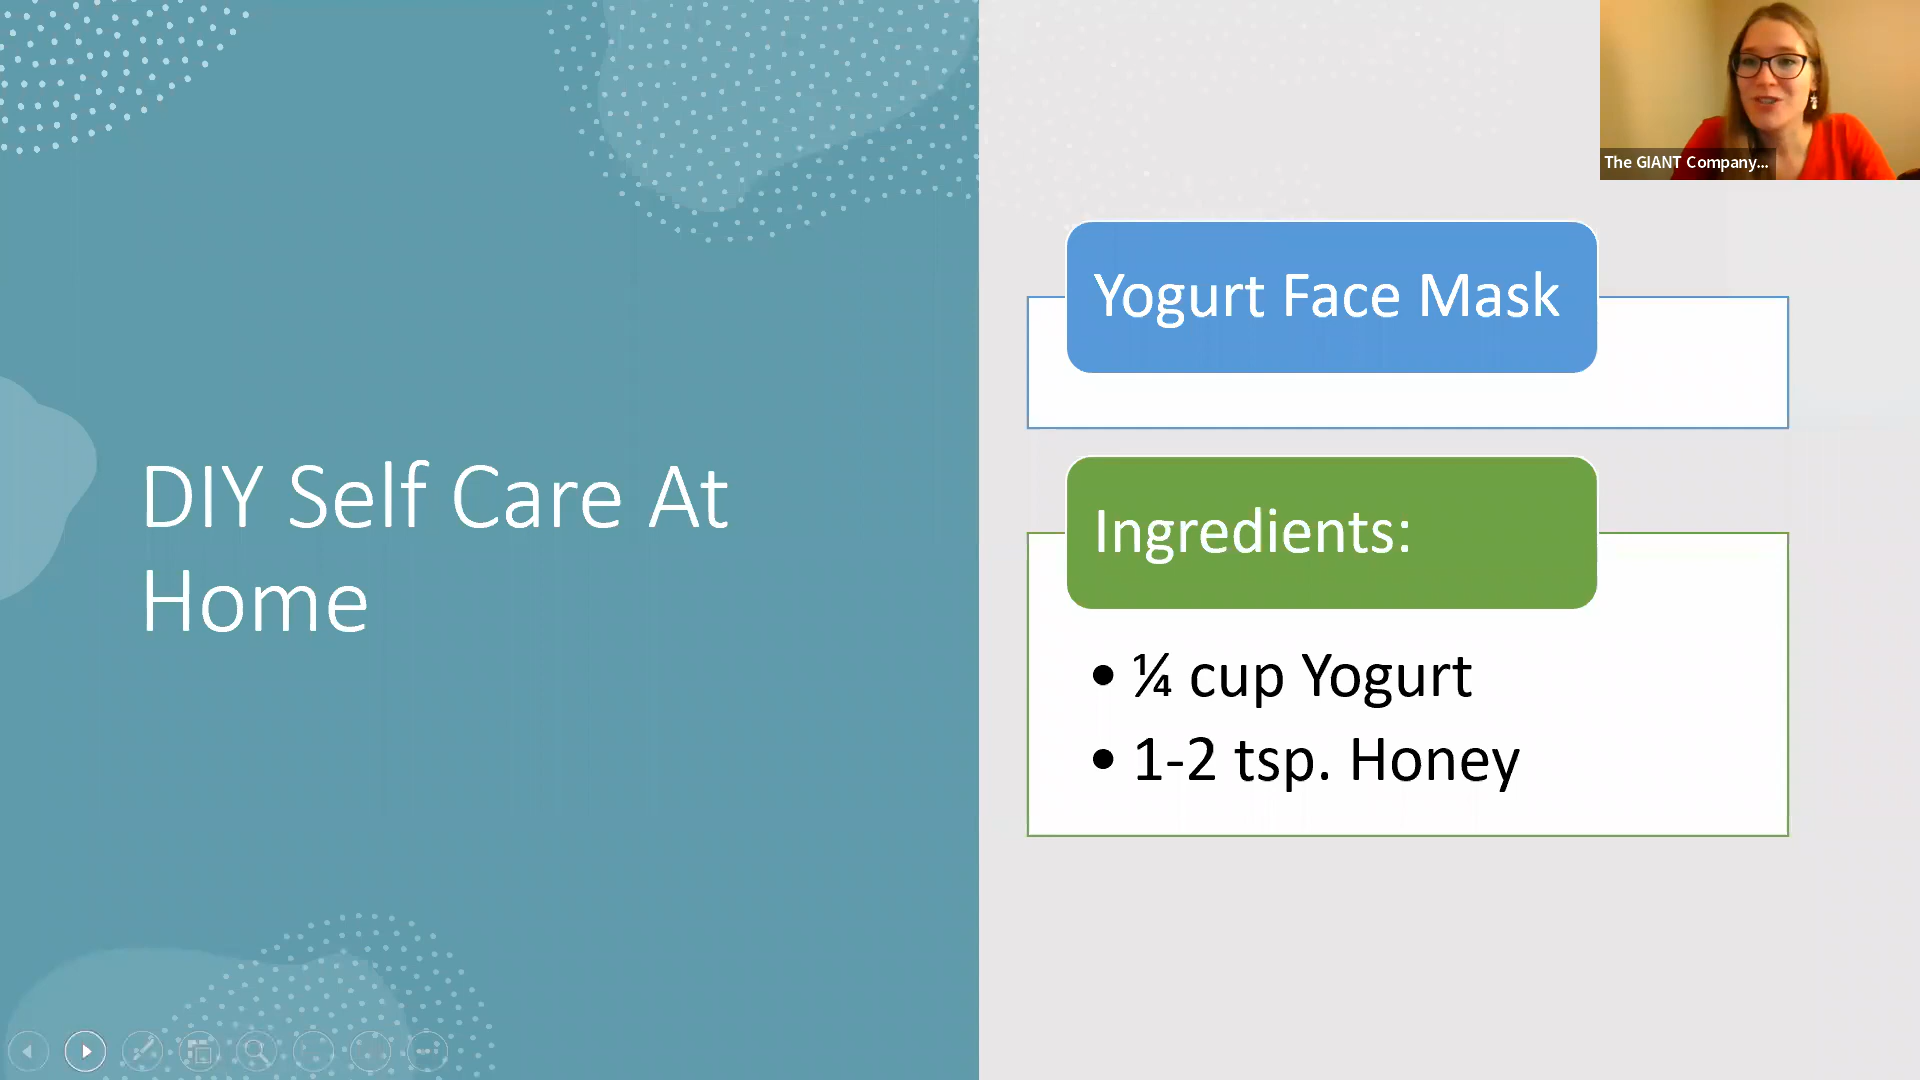 DIY Self Care At
Home
The GIANT Company...
Yogurt Face Mask
Ingredients:
• ¼ cup Yogurt
• 1-2 tsp. Honey